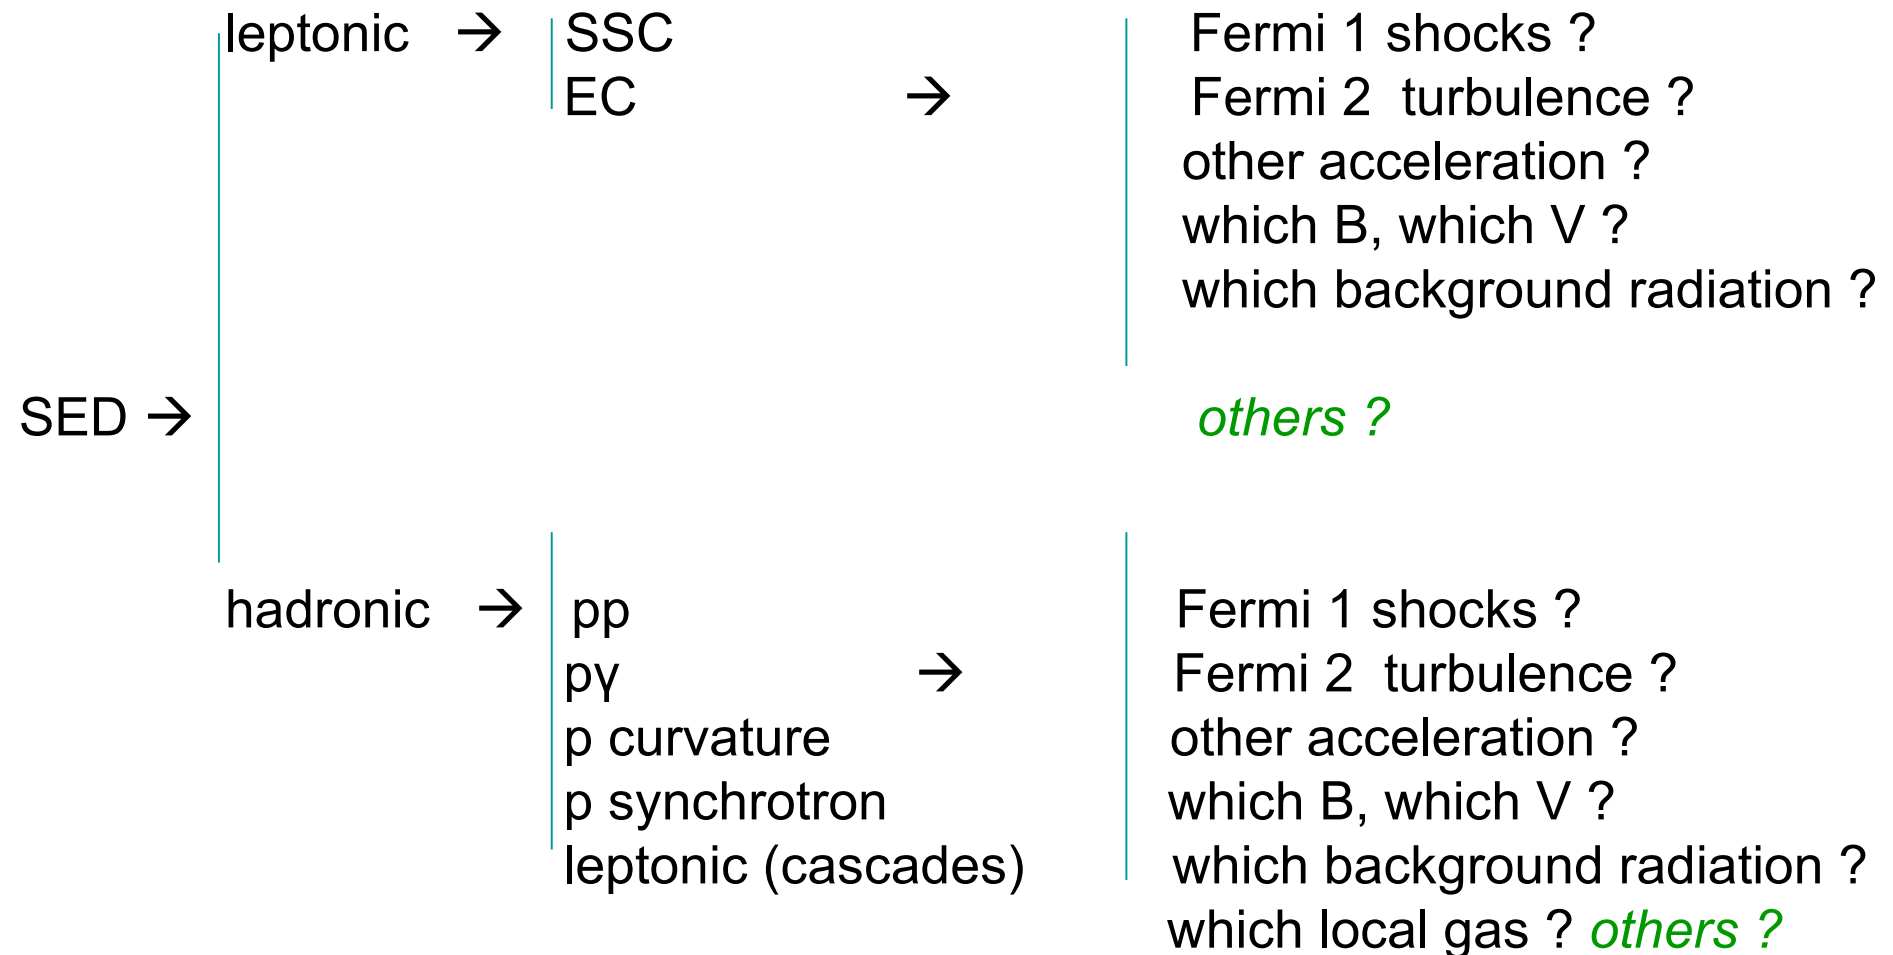 leptonic → SSC Fermi 1 shocks ?
EC → Fermi 2 turbulence ?
other acceleration ?
which B, which V ?
which background radiation ?
SED → others ?
hadronic → pp Fermi 1 shocks ?
pγ → Fermi 2 turbulence ?
p curvature other acceleration ?
p synchrotron which B, which V ?
leptonic (cascades) which background radiation ?
which local gas ? others ?